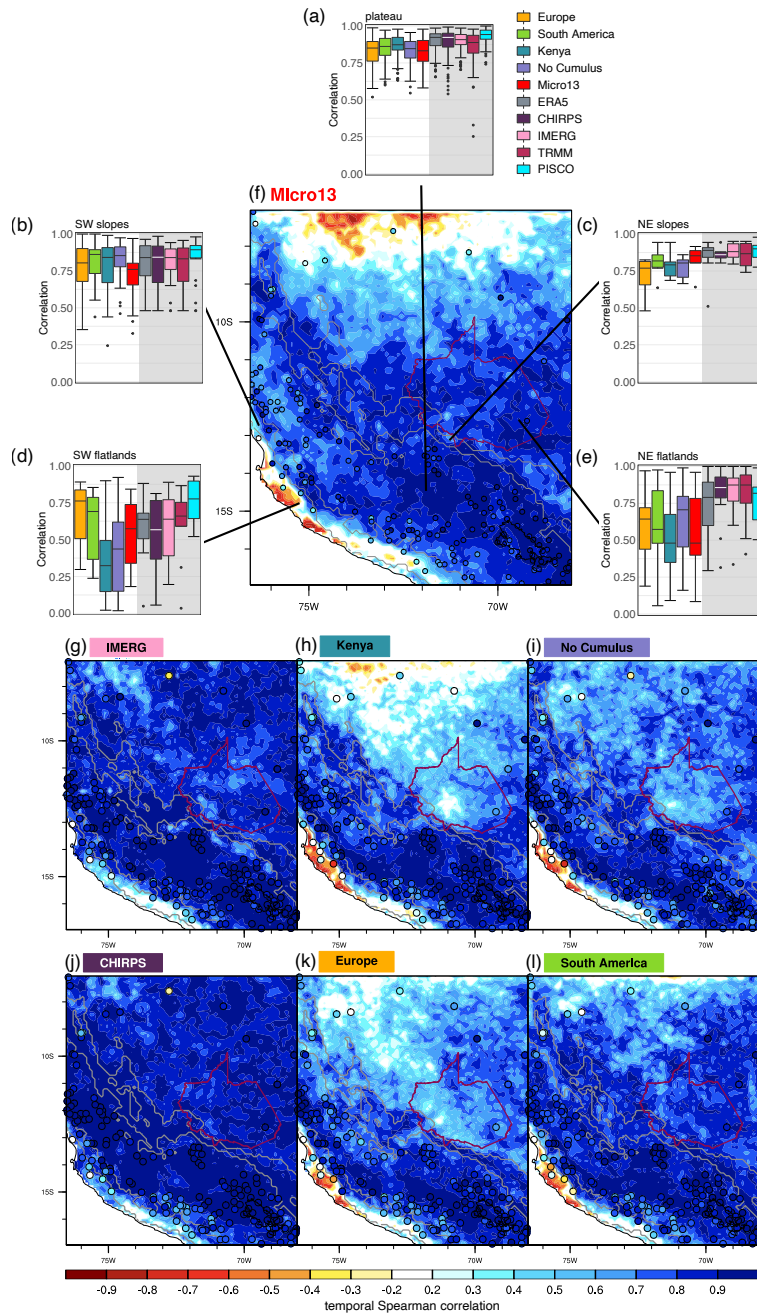 (a)
plateau
Correlation
1.00
0.75
0.50
0.25
0.00
Europe
South America
Kenya
No Cumulus
Micro13
ERA5
CHIRPS
IMERG
TRMM
PISCO
(b)
SW slopes
Correlation
1.00
0.75
0.50
0.25
0.00
(f) MIcro13
10S
15S
75W
70W
(c)
NE slopes
Correlation
1.00
0.75
0.50
0.25
0.00
(d)
SW flatlands
Correlation
1.00
0.75
0.50
0.25
0.00
(e)
NE flatlands
Correlation
1.00
0.75
0.50
0.25
0.00
(g) IMERG
(h) Kenya
(i) No Cumulus
10S
15S
75W 70W 75W 70W 75W 70W
(j) CHIRPS
(k) Europe
(l) South America
10S
15S
75W 70W 75W 70W 75W 70W
-0.9 -0.8 -0.7 -0.6 -0.5 -0.4 -0.3 -0.2 0.2 0.3 0.4 0.5 0.6 0.7 0.8 0.9
temporal Spearman correlation